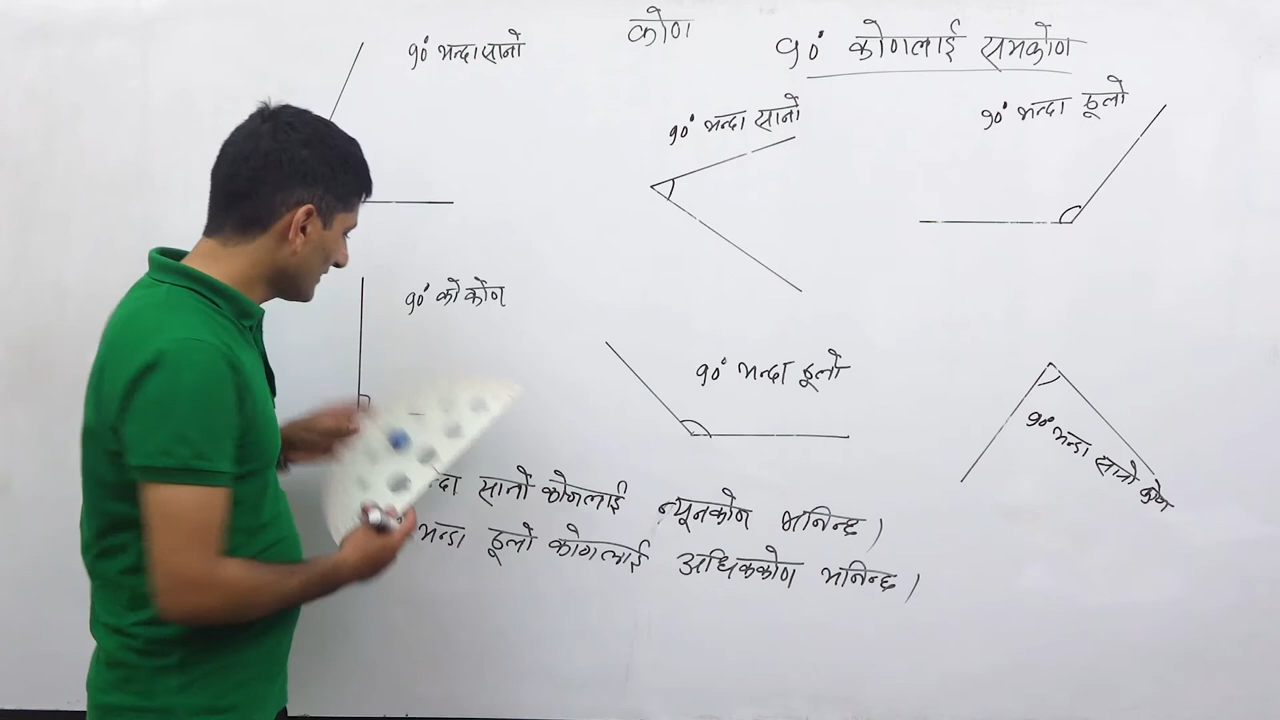 कोण
९०° कोणलाई समकोण
९०° भन्दा सानो
९०° भन्दा सानो
९०° भन्दा ठूलो
९०° को कोण
९०° भन्दा ठूलो
९०° भन्दा सानो कोण
न्दा सानो कोणलाई न्यूनकोण भनिन्छ।
भन्दा ठूलो कोणलाई अधिककोण भनिन्छ।